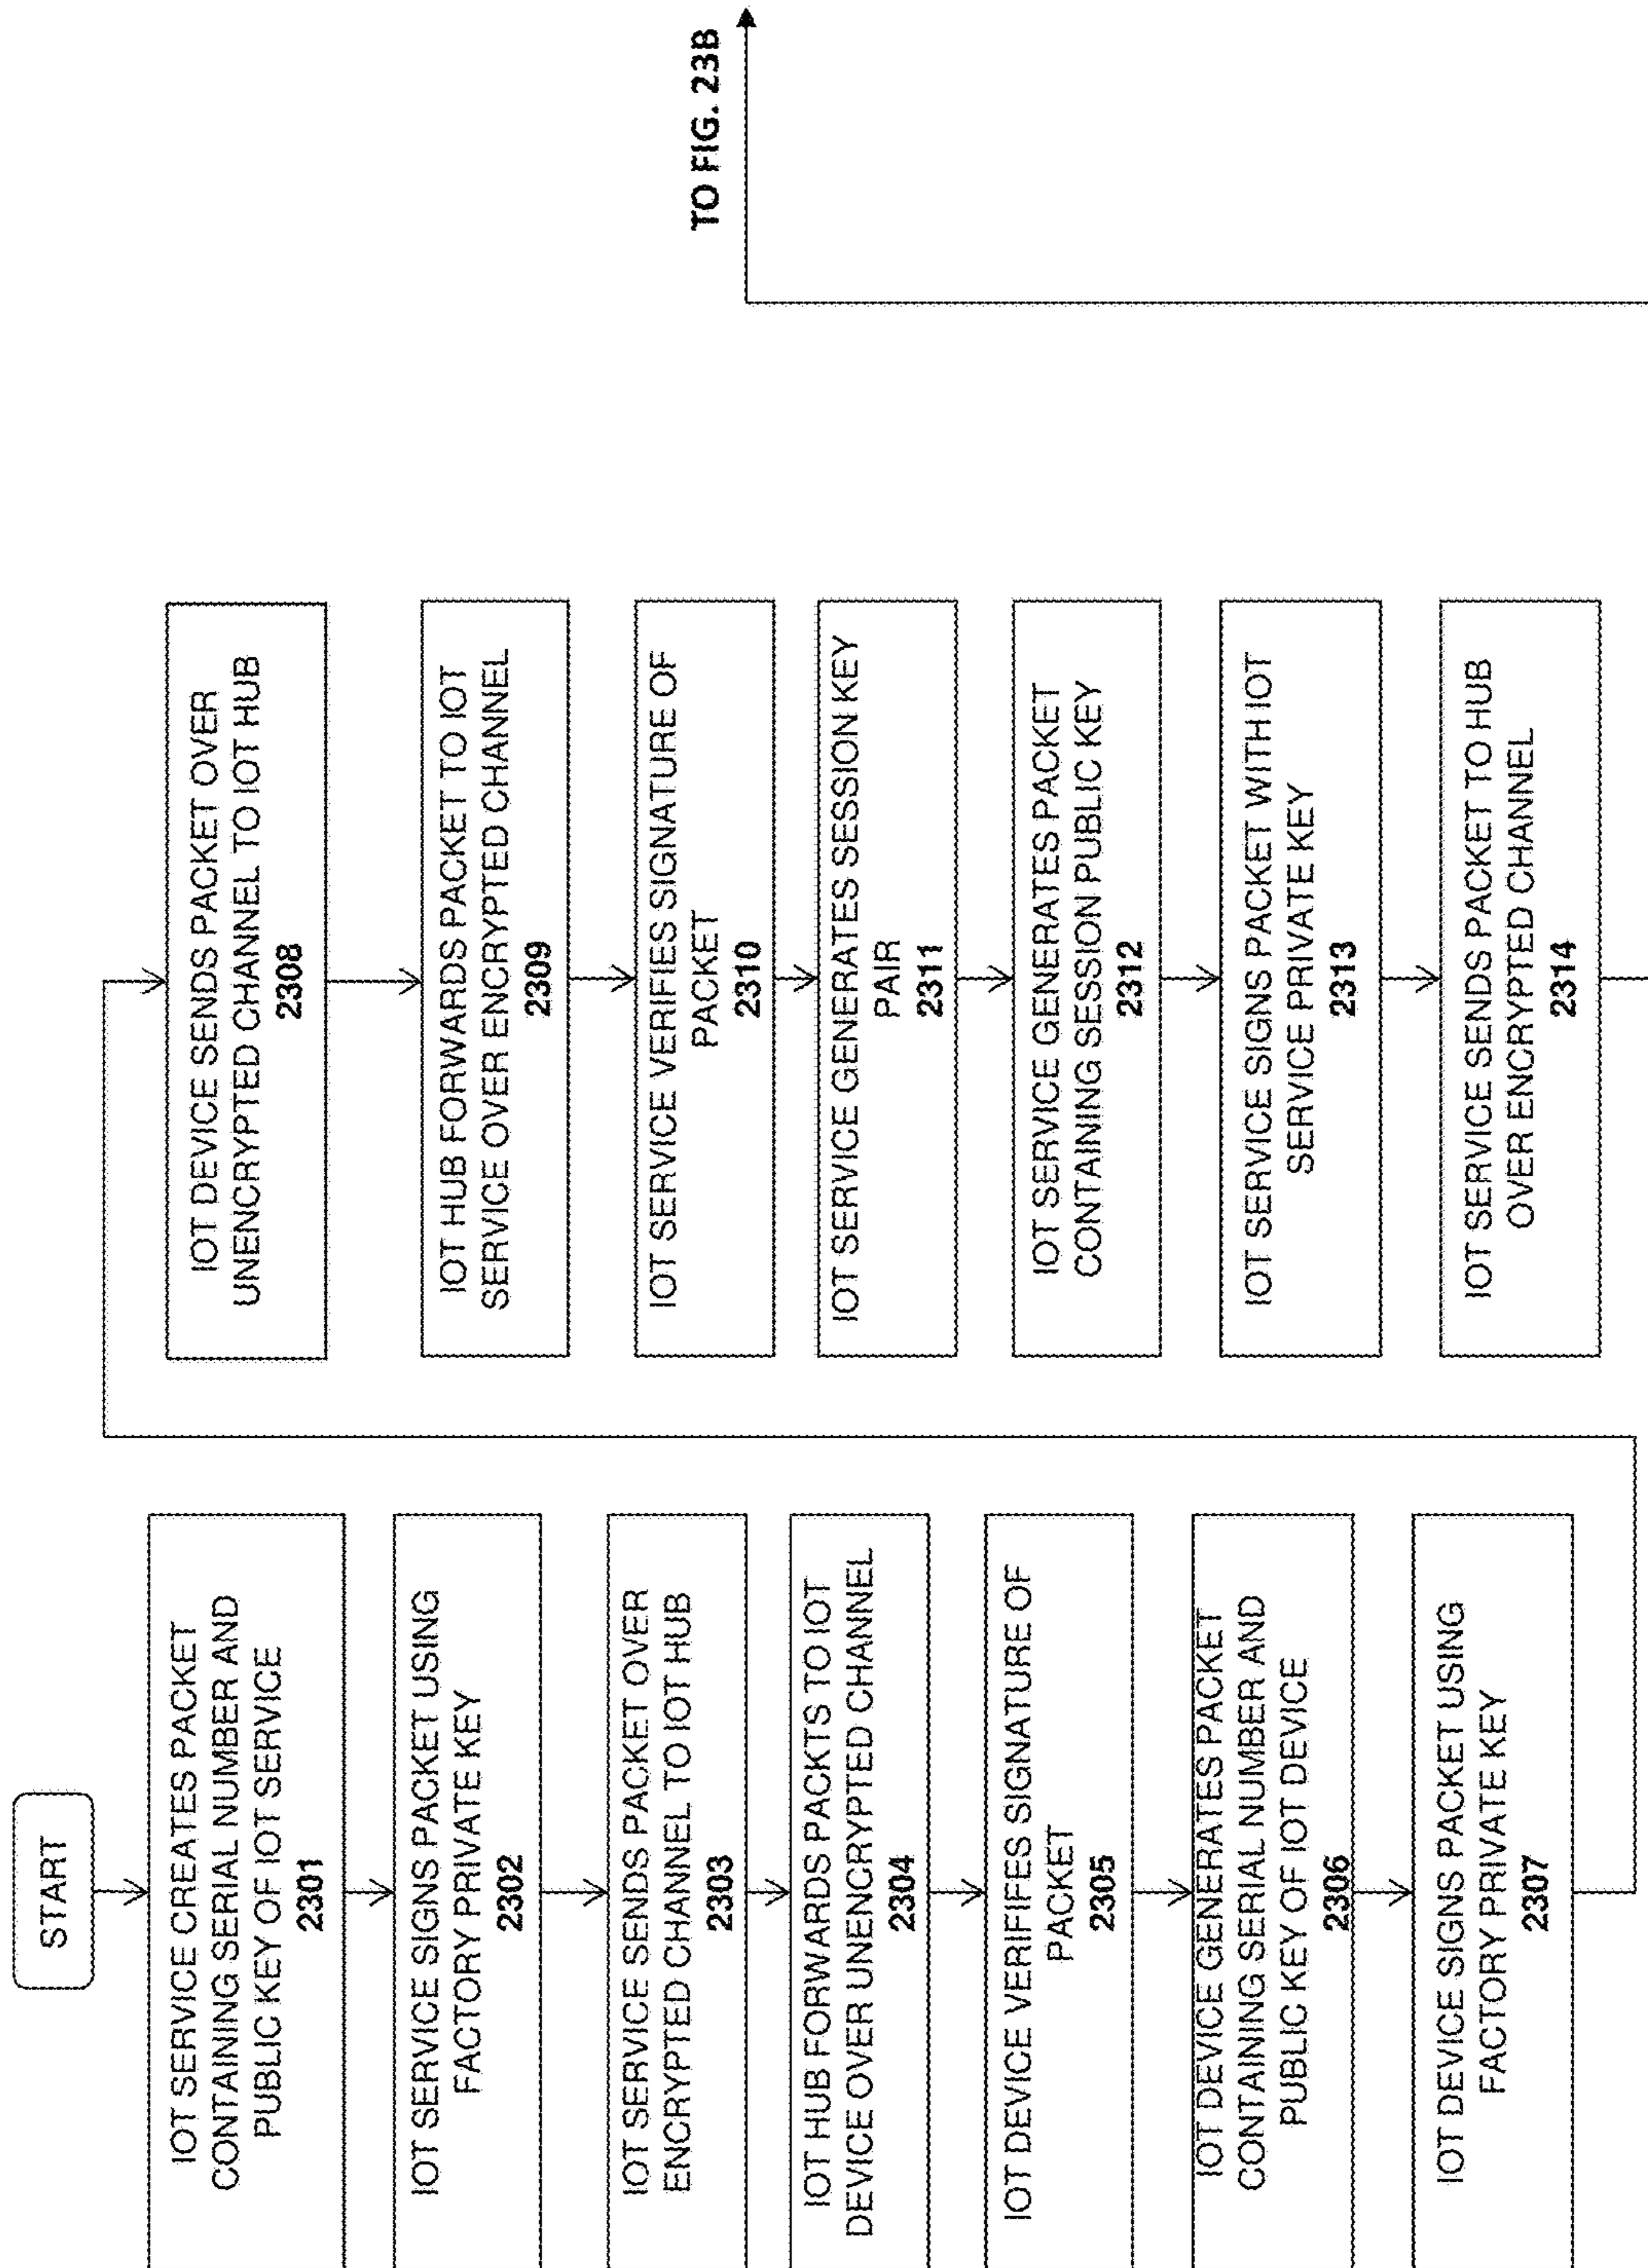 START
IOT SERVICE CREATES PACKET
CONTAINING SERIAL NUMBER AND
PUBLIC KEY OF IOT SERVICE
2301
IOT SERVICE SIGNS PACKET USING
FACTORY PRIVATE KEY
2302
IOT SERVICE SENDS PACKET OVER
ENCRYPTED CHANNEL TO IOT HUB
2303
IOT HUB FORWARDS PACKTS TO IOT
DEVICE OVER UNENCRYPTED CHANNEL
2304
IOT DEVICE VERIFIFES SIGNATURE OF
PACKET
2305
IOT DEVICE GENERATES PACKET
CONTAINING SERIAL NUMBER AND
PUBLIC KEY OF IOT DEVICE
2306
IOT DEVICE SIGNS PACKET USING
FACTORY PRIVATE KEY
2307
IOT DEVICE SENDS PACKET OVER
UNENCRYPTED CHANNEL TO IOT HUB
2308
IOT HUB FORWARDS PACKET TO IOT
SERVICE OVER ENCRYPTED CHANNEL
2309
IOT SERVICE VERIFIES SIGNATURE OF
PACKET
2310
IOT SERVICE GENERATES SESSION KEY
PAIR
2311
IOT SERVICE GENERATES PACKET
CONTAINING SESSION PUBLIC KEY
2312
IOT SERVICE SIGNS PACKET WITH IOT
SERVICE PRIVATE KEY
2313
IOT SERVICE SENDS PACKET TO HUB
OVER ENCRYPTED CHANNEL
2314
TO FIG. 23B